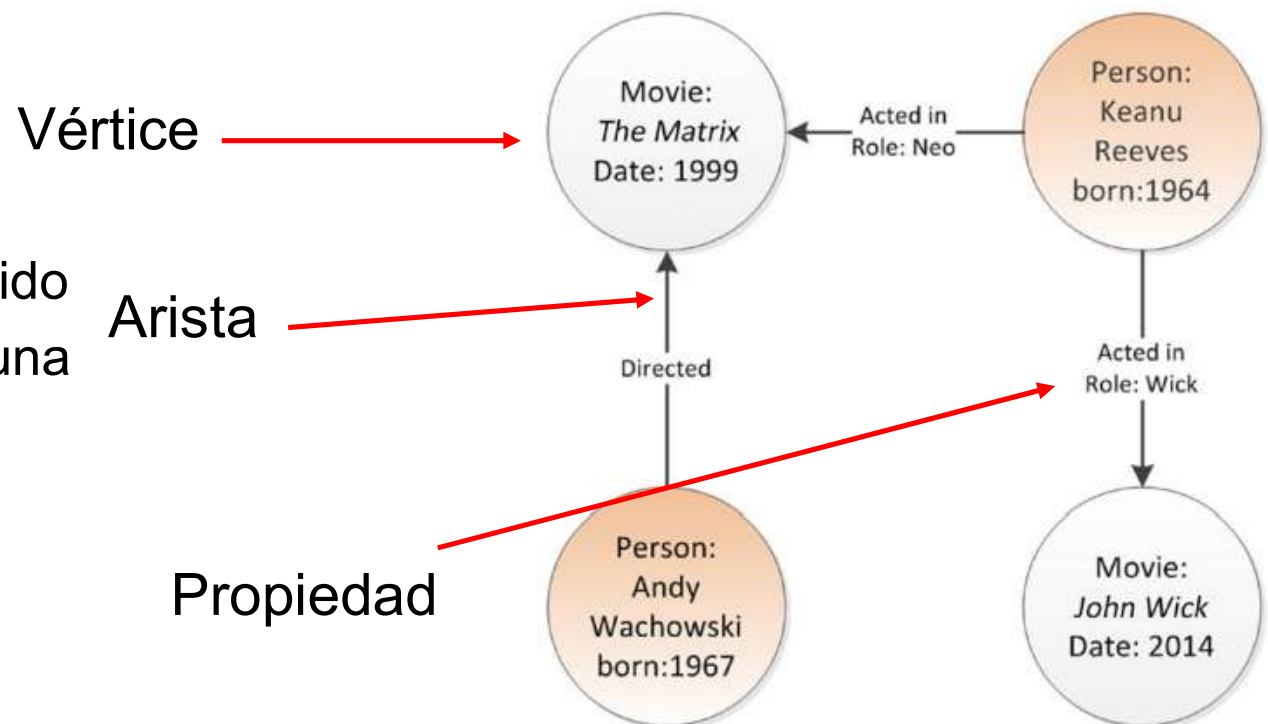 Vértice
ido
una
Arista
Propiedad
Movie:
The Matrix
Date: 1999
Acted in
Role: Neo
Person:
Keanu
Reeves
born:1964
Directed
Acted in
Role: Wick
Person:
Andy
Wachowski
born:1967
Movie:
John Wick
Date: 2014